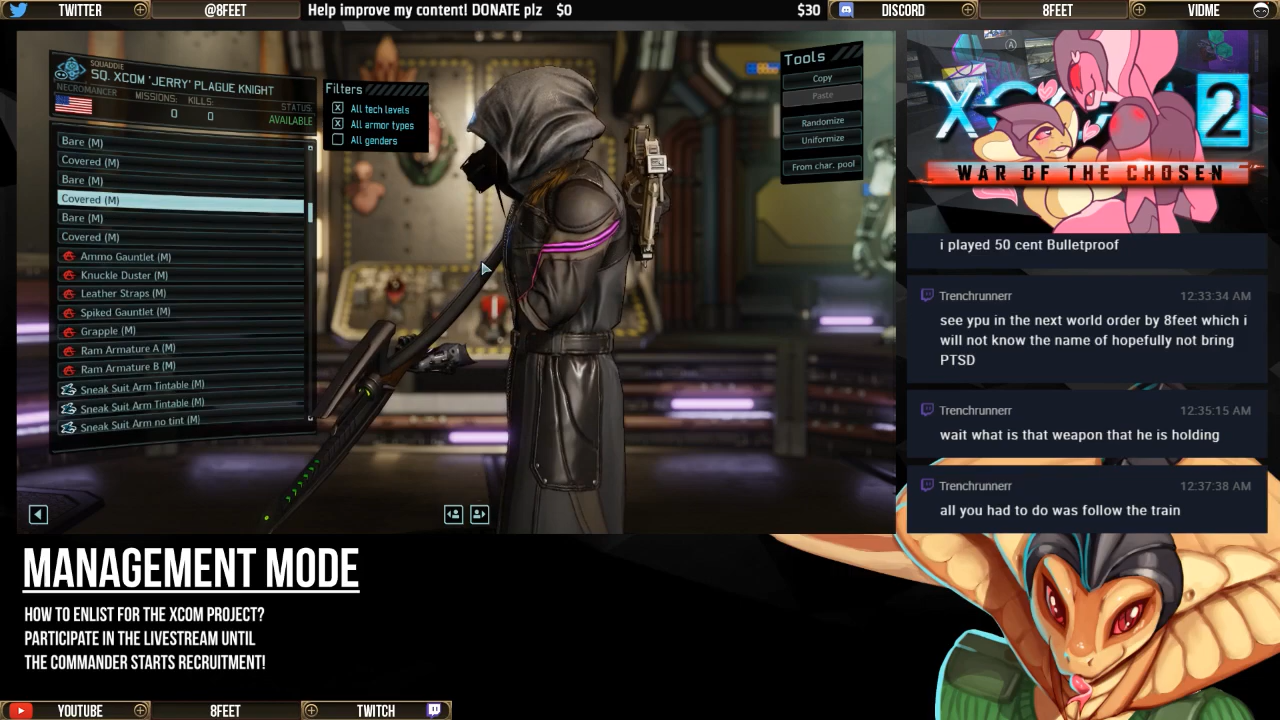 TWITTER
@8FEET
Help improve my content! DONATE plz $0
$30
DISCORD
8FEET
VIDME
SQUADDIE
SQ. XCOM 'JERRY' PLAGUE KNIGHT
NECROMANCER
MISSIONS:
KILLS:
STATUS:
0
0
AVAILABLE
Filters
All tech levels
All armor types
All genders
Tools
Copy
Paste
Randomize
Uniformize
From char. pool
Bare (M)
Covered (M)
Bare (M)
Covered (M)
Bare (M)
Covered (M)
Ammo Gauntlet (M)
Knuckle Duster (M)
Leather Straps (M)
Spiked Gauntlet (M)
Grapple (M)
Ram Armature A (M)
Ram Armature B (M)
Sneak Suit Arm Tintable (M)
Sneak Suit Arm Tintable (M)
Sneak Suit Arm no tint (M)
X
2
WAR OF THE CHOSEN
i played 50 cent Bulletproof
Trenchrunnerr 12:33:34 AM
see ypu in the next world order by 8feet which i
will not know the name of hopefully not bring
PTSD
Trenchrunnerr 12:35:15 AM
wait what is that weapon that he is holding
Trenchrunnerr 12:37:38 AM
all you had to do was follow the train
MANAGEMENT MODE
HOW TO ENLIST FOR THE XCOM PROJECT?
PARTICIPATE IN THE LIVESTREAM UNTIL
THE COMMANDER STARTS RECRUITMENT!
YOUTUBE
8FEET
TWITCH